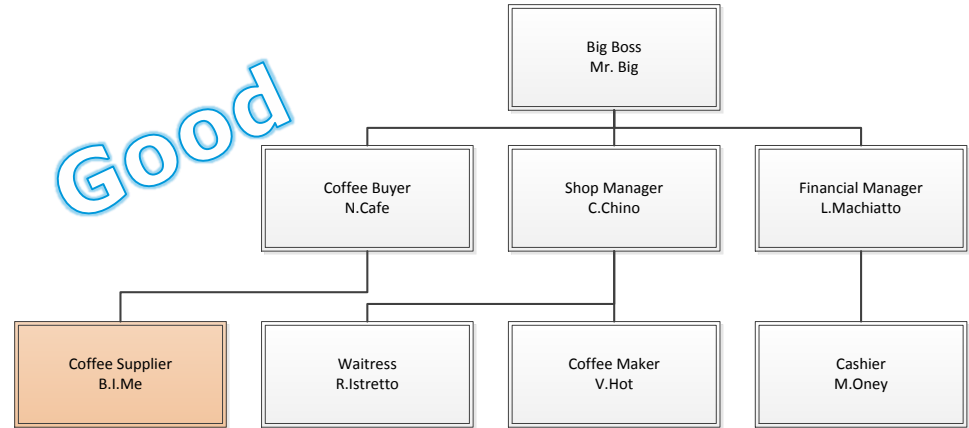 Good
Big Boss
Mr. Big
Coffee Buyer
N.Cafe
Shop Manager
C.Chino
Financial Manager
L.Machiatto
Coffee Supplier
B.I.Me
Waitress
R.Istretto
Coffee Maker
V.Hot
Cashier
M.Oney